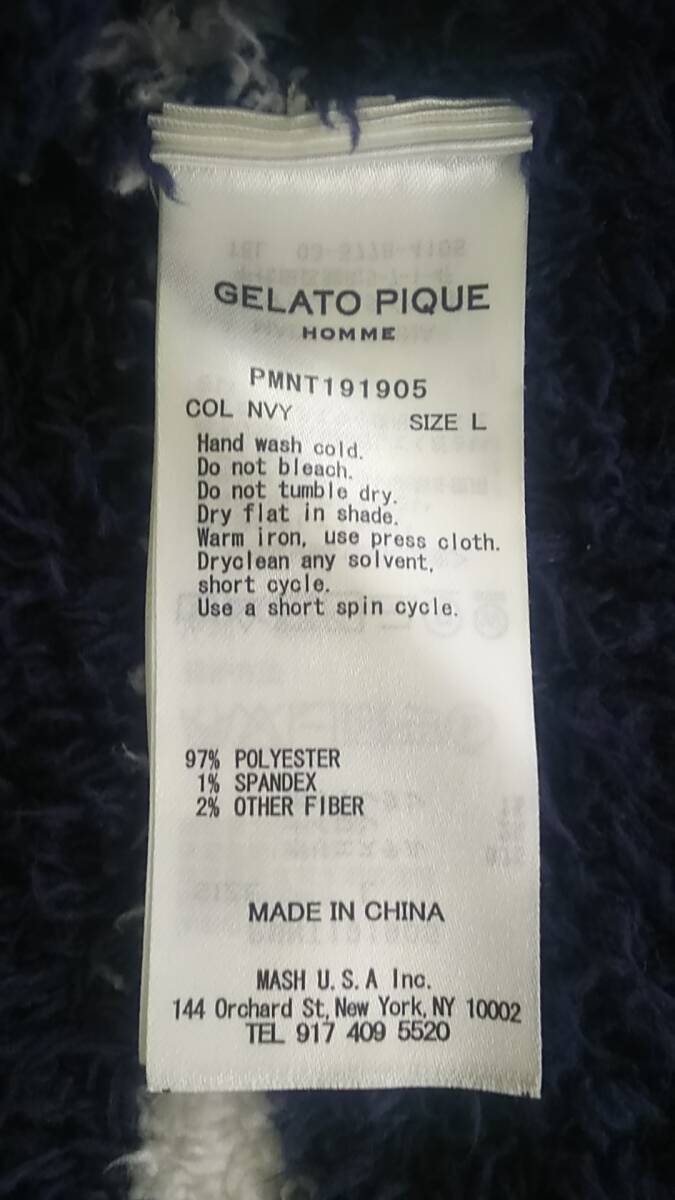 GELATO PIQUE
HOMME
PMNT191905
COL NVY
SIZE L
Hand wash cold.
Do not bleach.
Do not tumble dry.
Dry flat in shade.
Warm iron, use press cloth.
Dryclean any solvent,
short cycle.
Use a short spin cycle.
97% POLYESTER
1% SPANDEX
2% OTHER FIBER
MADE IN CHINA
MASH U.S.A Inc.
144 Orchard St, New York, NY 10002
TEL 917 409 5520